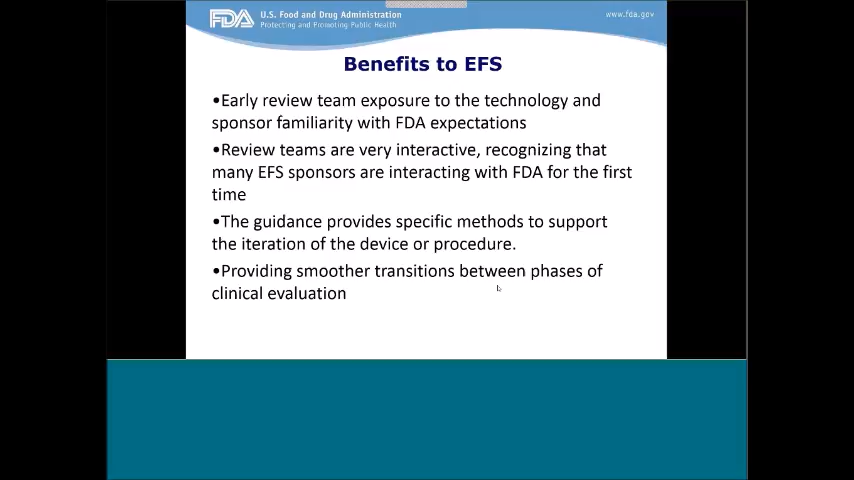 FDA U.S. Food and Drug Administration
Protecting and Promoting Public Health
www.fda.gov
Benefits to EFS
•Early review team exposure to the technology and
sponsor familiarity with FDA expectations
•Review teams are very interactive, recognizing that
many EFS sponsors are interacting with FDA for the first
time
•The guidance provides specific methods to support
the iteration of the device or procedure.
•Providing smoother transitions between phases of
clinical evaluation